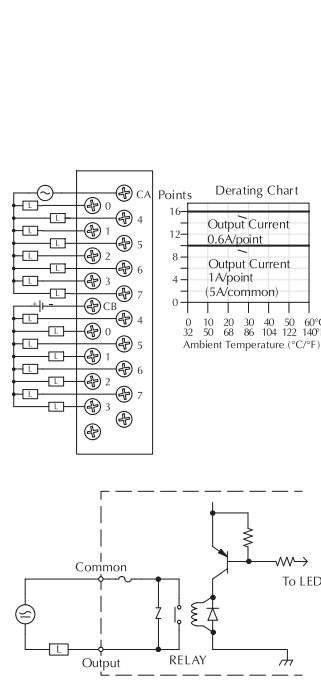 CA
L
0
L
4
L
1
L
5
L
2
L
6
L
3
L
7
CB
+ -
L
4
L
0
L
5
L
1
L
6
L
2
L
7
L
3
Points
Derating Chart
16
12
8
4
0
Output Current
0.6A/point
Output Current
1A/point
(5A/common)
0 10 20 30 40 50 60°C
32 50 68 86 104 122 140°F
Ambient Temperature (°C/°F)
Common
To LED
L
Output
RELAY